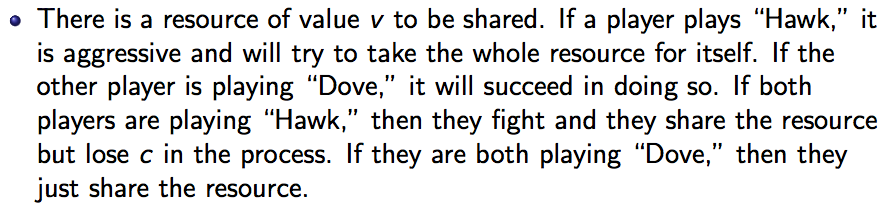 • There is a resource of value v to be shared. If a player plays “Hawk,” it
is aggressive and will try to take the whole resource for itself. If the
other player is playing “Dove,” it will succeed in doing so. If both
players are playing “Hawk,” then they fight and they share the resource
but lose c in the process. If they are both playing “Dove,” then they
just share the resource.